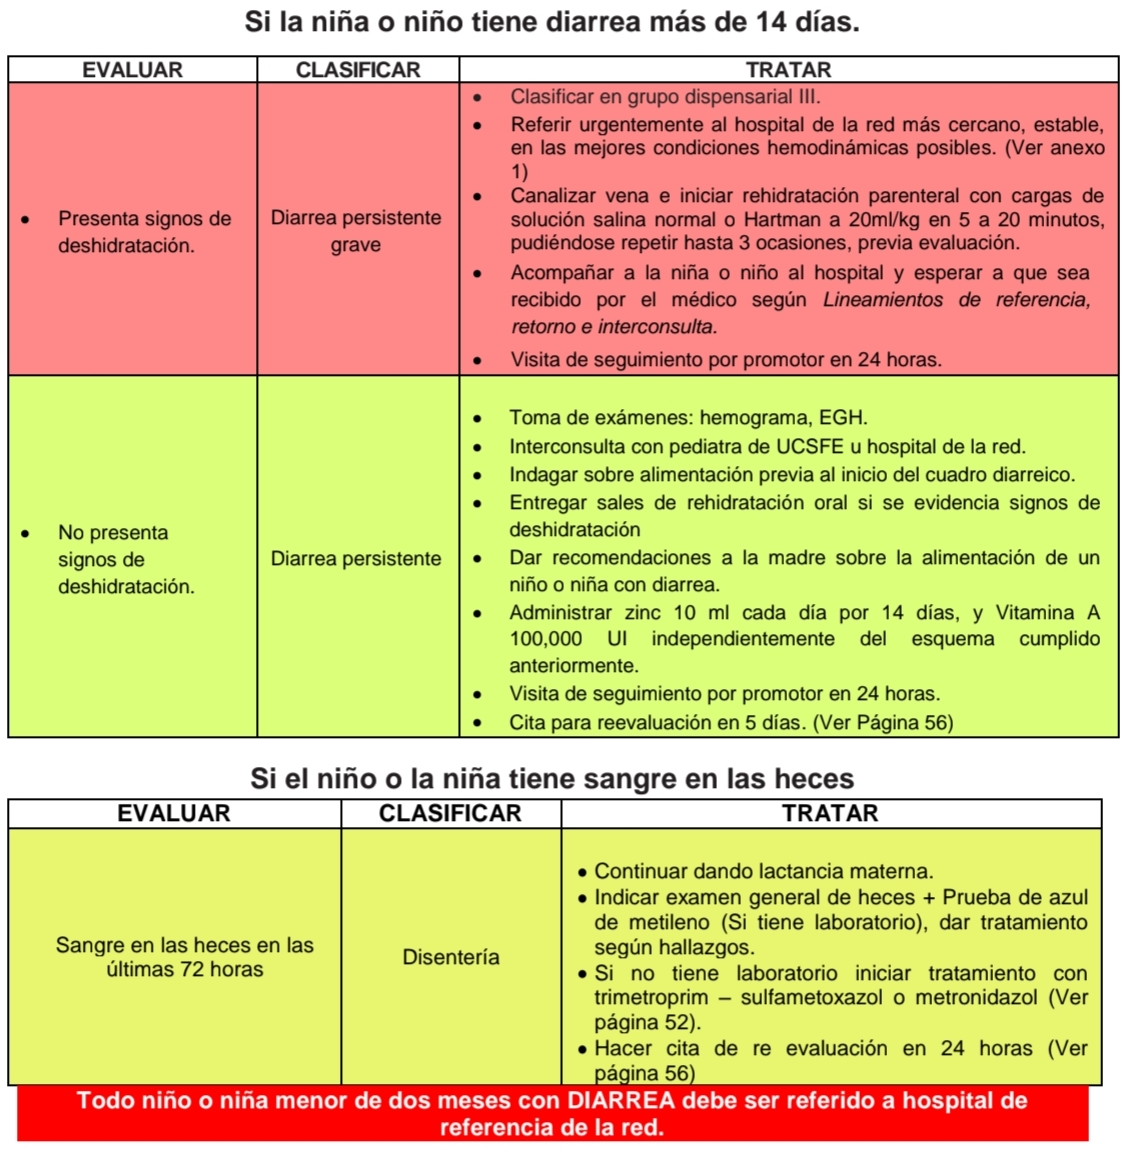 Si la niña o niño tiene diarrea más de 14 días.
EVALUAR
CLASIFICAR
TRATAR
• Presenta signos de
deshidratación.
Diarrea persistente
grave
• Clasificar en grupo dispensarial III.
• Referir urgentemente al hospital de la red más cercano, estable,
en las mejores condiciones hemodinámicas posibles. (Ver anexo
1)
• Canalizar vena e iniciar rehidratación parenteral con cargas de
solución salina normal o Hartman a 20ml/kg en 5 a 20 minutos,
pudiéndose repetir hasta 3 ocasiones, previa evaluación.
• Acompañar a la niña o niño al hospital y esperar a que sea
recibido por el médico según Lineamientos de referencia,
retorno e interconsulta.
• Visita de seguimiento por promotor en 24 horas.
• No presenta
signos de
deshidratación.
Diarrea persistente
• Toma de exámenes: hemograma, EGH.
• Interconsulta con pediatra de UCSFE u hospital de la red.
• Indagar sobre alimentación previa al inicio del cuadro diarreico.
• Entregar sales de rehidratación oral si se evidencia signos de
deshidratación
• Dar recomendaciones a la madre sobre la alimentación de un
niño o niña con diarrea.
• Administrar zinc 10 ml cada día por 14 días, y Vitamina A
100,000 UI independientemente del esquema cumplido
anteriormente.
• Visita de seguimiento por promotor en 24 horas.
• Cita para reevaluación en 5 días. (Ver Página 56)
Si el niño o la niña tiene sangre en las heces
EVALUAR
CLASIFICAR
TRATAR
Sangre en las heces en las
últimas 72 horas
Disentería
• Continuar dando lactancia materna.
• Indicar examen general de heces + Prueba de azul
de metileno (Si tiene laboratorio), dar tratamiento
según hallazgos.
• Si no tiene laboratorio iniciar tratamiento con
trimetroprim – sulfametoxazol o metronidazol (Ver
página 52).
• Hacer cita de re evaluación en 24 horas (Ver
página 56)
Todo niño o niña menor de dos meses con DIARREA debe ser referido a hospital de
referencia de la red.